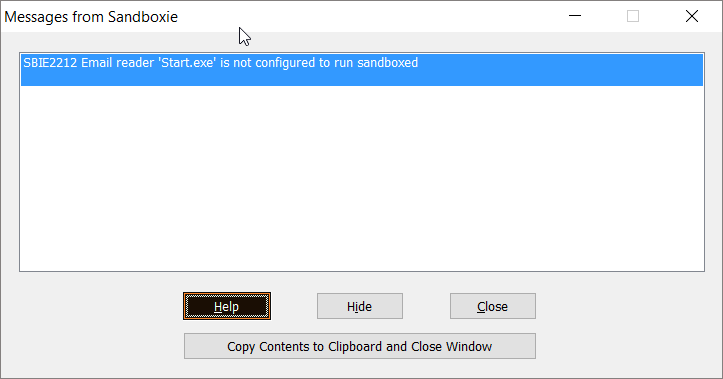 Messages from Sandboxie
SBIE2212 Email reader 'Start.exe' is not configured to run sandboxed
Help
Hide
Close
Copy Contents to Clipboard and Close Window